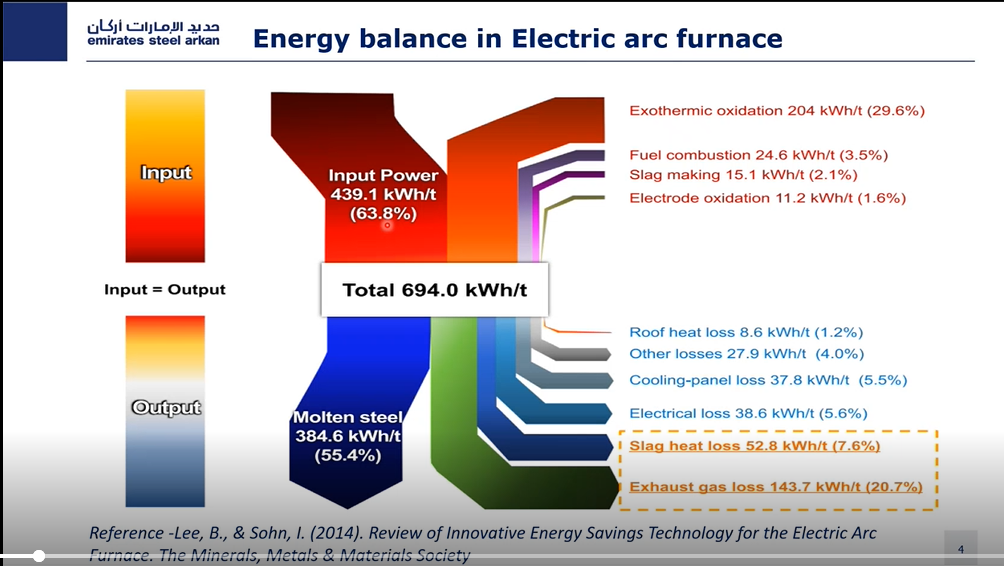 حديد الإمارات أركان
emirates steel arkan
Energy balance in Electric arc furnace
Input
Input Power
439.1 kWh/t
(63.8%)
Exothermic oxidation 204 kWh/t (29.6%)
Fuel combustion 24.6 kWh/t (3.5%)
Slag making 15.1 kWh/t (2.1%)
Electrode oxidation 11.2 kWh/t (1.6%)
Input = Output
Total 694.0 kWh/t
Output
Molten steel
384.6 kWh/t
(55.4%)
Roof heat loss 8.6 kWh/t (1.2%)
Other losses 27.9 kWh/t (4.0%)
Cooling-panel loss 37.8 kWh/t (5.5%)
Electrical loss 38.6 kWh/t (5.6%)
Slag heat loss 52.8 kWh/t (7.6%)
Exhaust gas loss 143.7 kWh/t (20.7%)
Reference -Lee, B., & Sohn, I. (2014). Review of Innovative Energy Savings Technology for the Electric Arc
Furnace. The Minerals, Metals & Materials Society
4